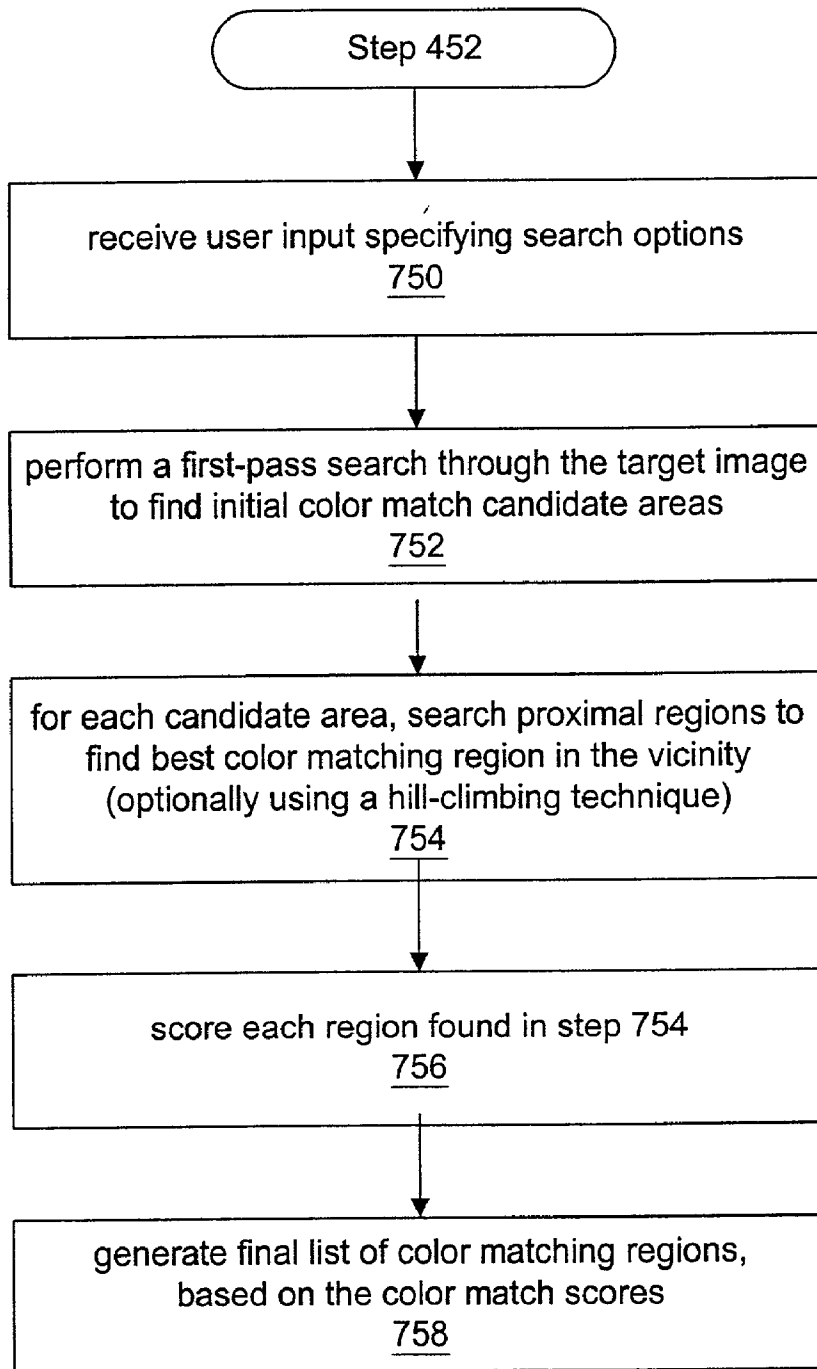 Step 452
receive user input specifying search options
750
perform a first-pass search through the target image
to find initial color match candidate areas
752
for each candidate area, search proximal regions to
find best color matching region in the vicinity
(optionally using a hill-climbing technique)
754
score each region found in step 754
756
generate final list of color matching regions,
based on the color match scores
758